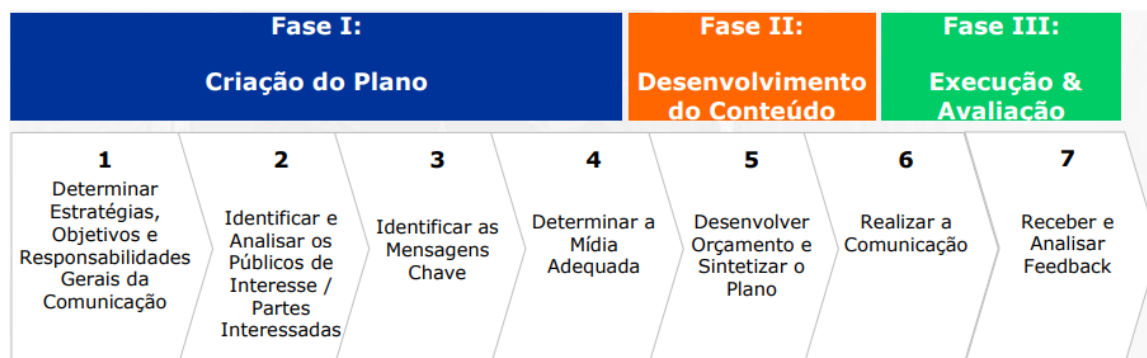 Fase I:
Criação do Plano
Fase II:
Desenvolvimento
do Conteúdo
Fase III:
Execução &
Avaliação
1
Determinar
Estratégias,
Objetivos e
Responsabilidades
Gerais da
Comunicação
2
Identificar e
Analisar os
Públicos de
Interesse /
Partes
Interessadas
3
Identificar as
Mensagens
Chave
4
Determinar a
Mídia
Adequada
5
Desenvolver
Orçamento e
Sintetizar o
Plano
6
Realizar a
Comunicação
7
Receber e
Analisar
Feedback